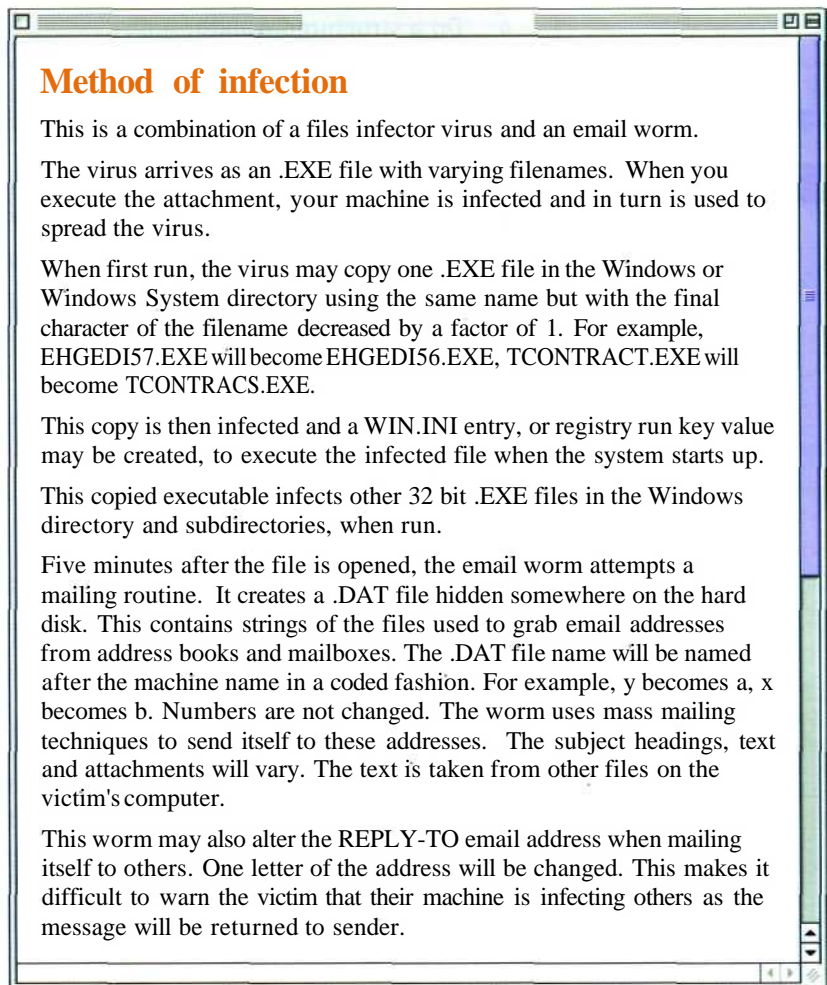 Method of infection
This is a combination of a files infector virus and an email worm.
The virus arrives as an .EXE file with varying filenames. When you
execute the attachment, your machine is infected and in turn is used to
spread the virus.
When first run, the virus may copy one .EXE file in the Windows or
Windows System directory using the same name but with the final
character of the filename decreased by a factor of 1. For example,
EHGEDI57.EXE will become EHGEDI56.EXE, TCONTRACT.EXE will
become TCONTRACS.EXE.
This copy is then infected and a WIN.INI entry, or registry run key value
may be created, to execute the infected file when the system starts up.
This copied executable infects other 32 bit .EXE files in the Windows
directory and subdirectories, when run.
Five minutes after the file is opened, the email worm attempts a
mailing routine. It creates a .DAT file hidden somewhere on the hard
disk. This contains strings of the files used to grab email addresses
from address books and mailboxes. The .DAT file name will be named
after the machine name in a coded fashion. For example, y becomes a, x
becomes b. Numbers are not changed. The worm uses mass mailing
techniques to send itself to these addresses. The subject headings, text
and attachments will vary. The text is taken from other files on the
victim's computer.
This worm may also alter the REPLY-TO email address when mailing
itself to others. One letter of the address will be changed. This makes it
difficult to warn the victim that their machine is infecting others as the
message will be returned to sender.